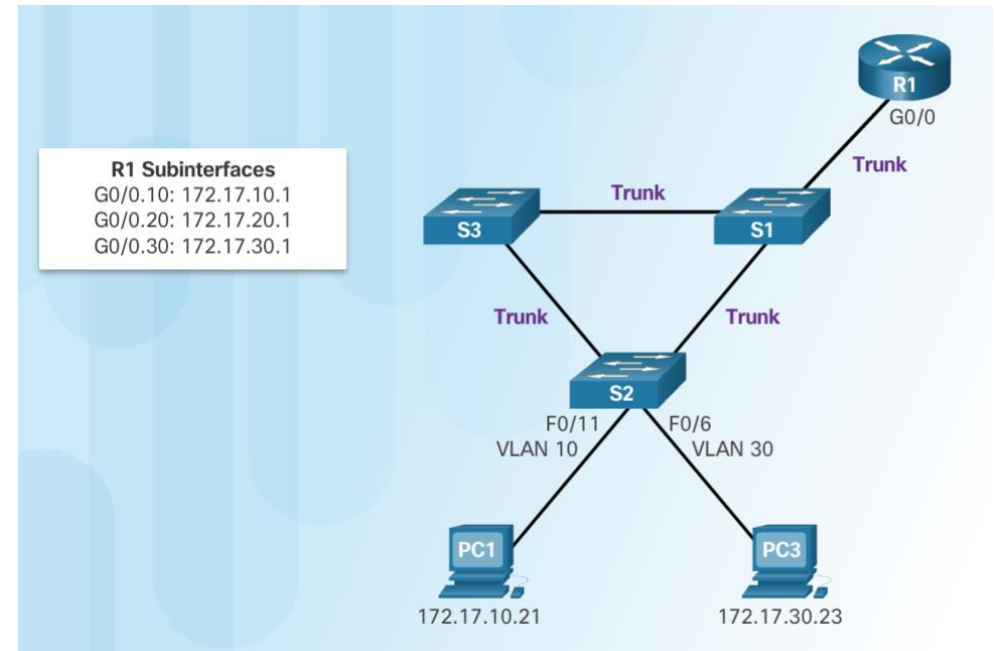 R1
G0/0
Trunk
R1 Subinterfaces
G0/0.10: 172.17.10.1
G0/0.20: 172.17.20.1
G0/0.30: 172.17.30.1
Trunk
S3
S1
Trunk
Trunk
S2
F0/11
F0/6
VLAN 10
VLAN 30
PC1
PC3
172.17.10.21
172.17.30.23